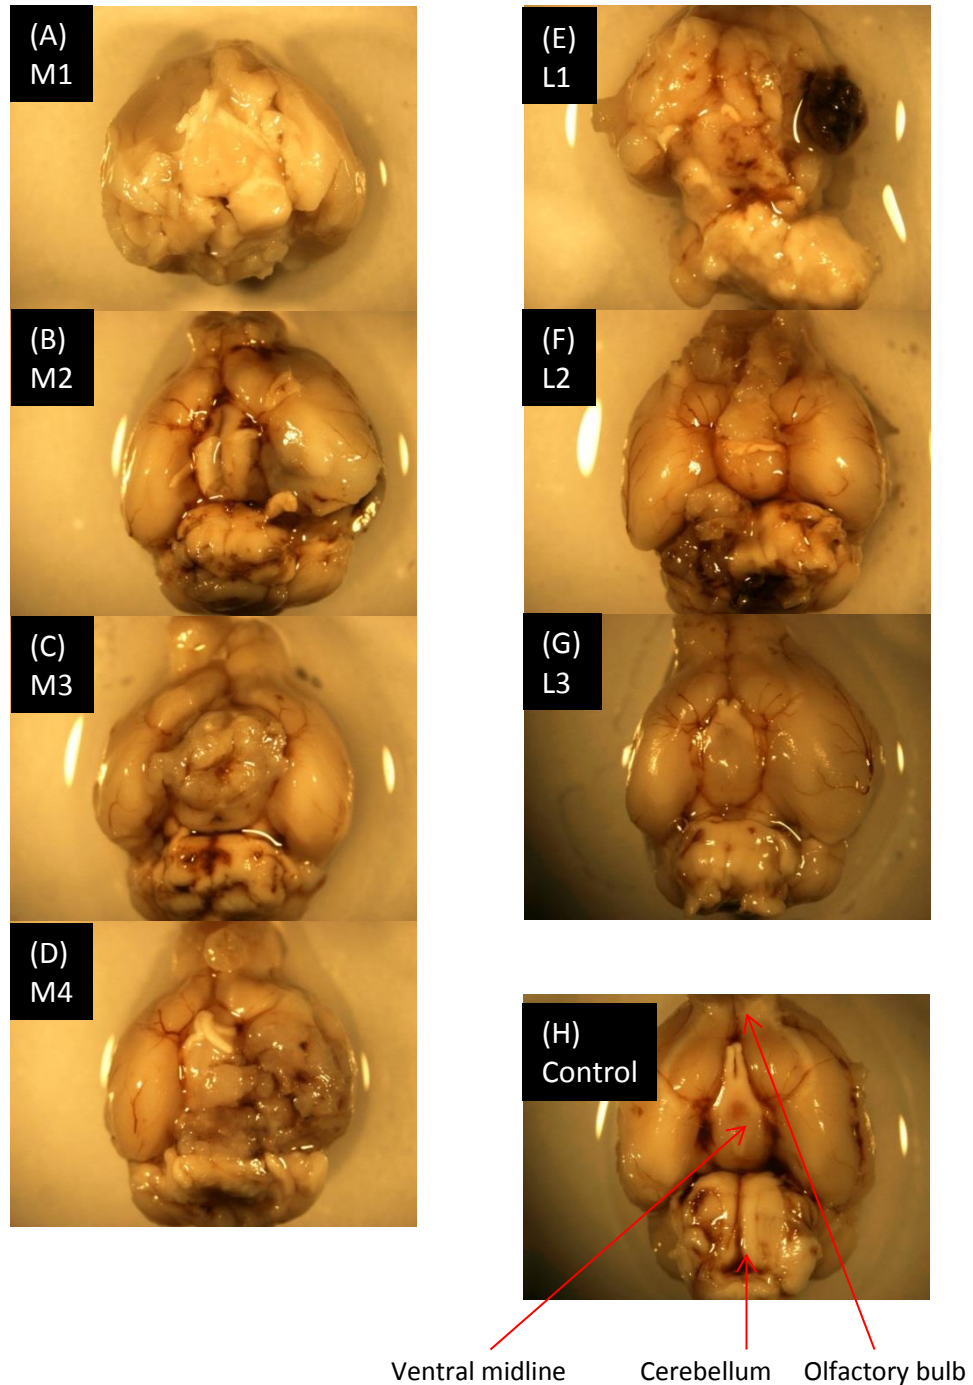 (A)
M1
(B)
M2
(C)
M3
(D)
M4
(E)
L1
(F)
L2
(G)
L3
(H)
Control
Ventral midline
Cerebellum
Olfactory bulb